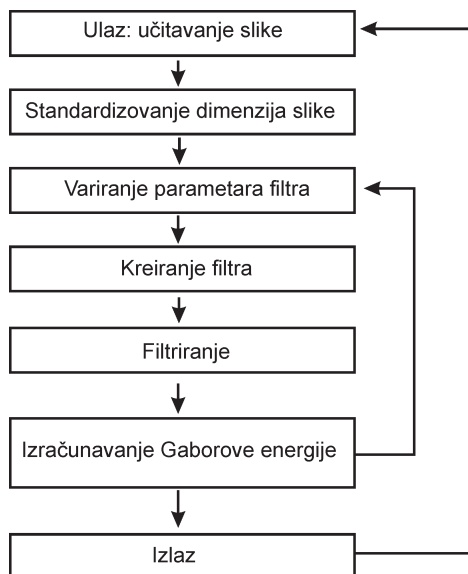 Ulaz: učitavanje slike
Standardizovanje dimenzija slike
Variranje parametara filtra
Kreiranje filtra
Filtriranje
Izračunavanje Gaborove energije
Izlaz